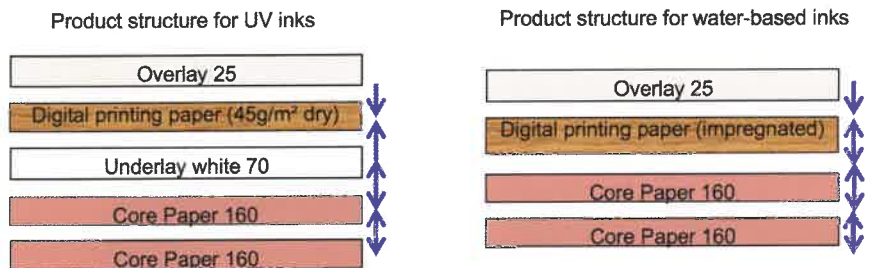 Product structure for UV inks
Overlay 25
Digital printing paper (45g/m² dry)
Underlay white 70
Core Paper 160
Core Paper 160
Product structure for water-based inks
Overlay 25
Digital printing paper (impregnated)
Core Paper 160
Core Paper 160